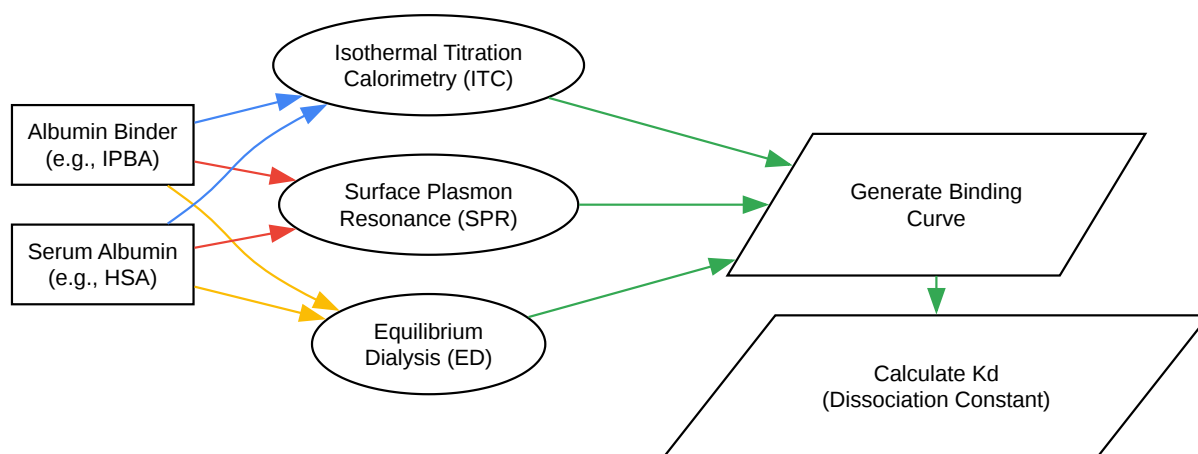 Albumin Binder
(e.g., IPBA)
Serum Albumin
(e.g., HSA)
Isothermal Titration
Calorimetry (ITC)
Surface Plasmon
Resonance (SPR)
Equilibrium
Dialysis (ED)
Generate Binding
Curve
Calculate Kd
(Dissociation Constant)